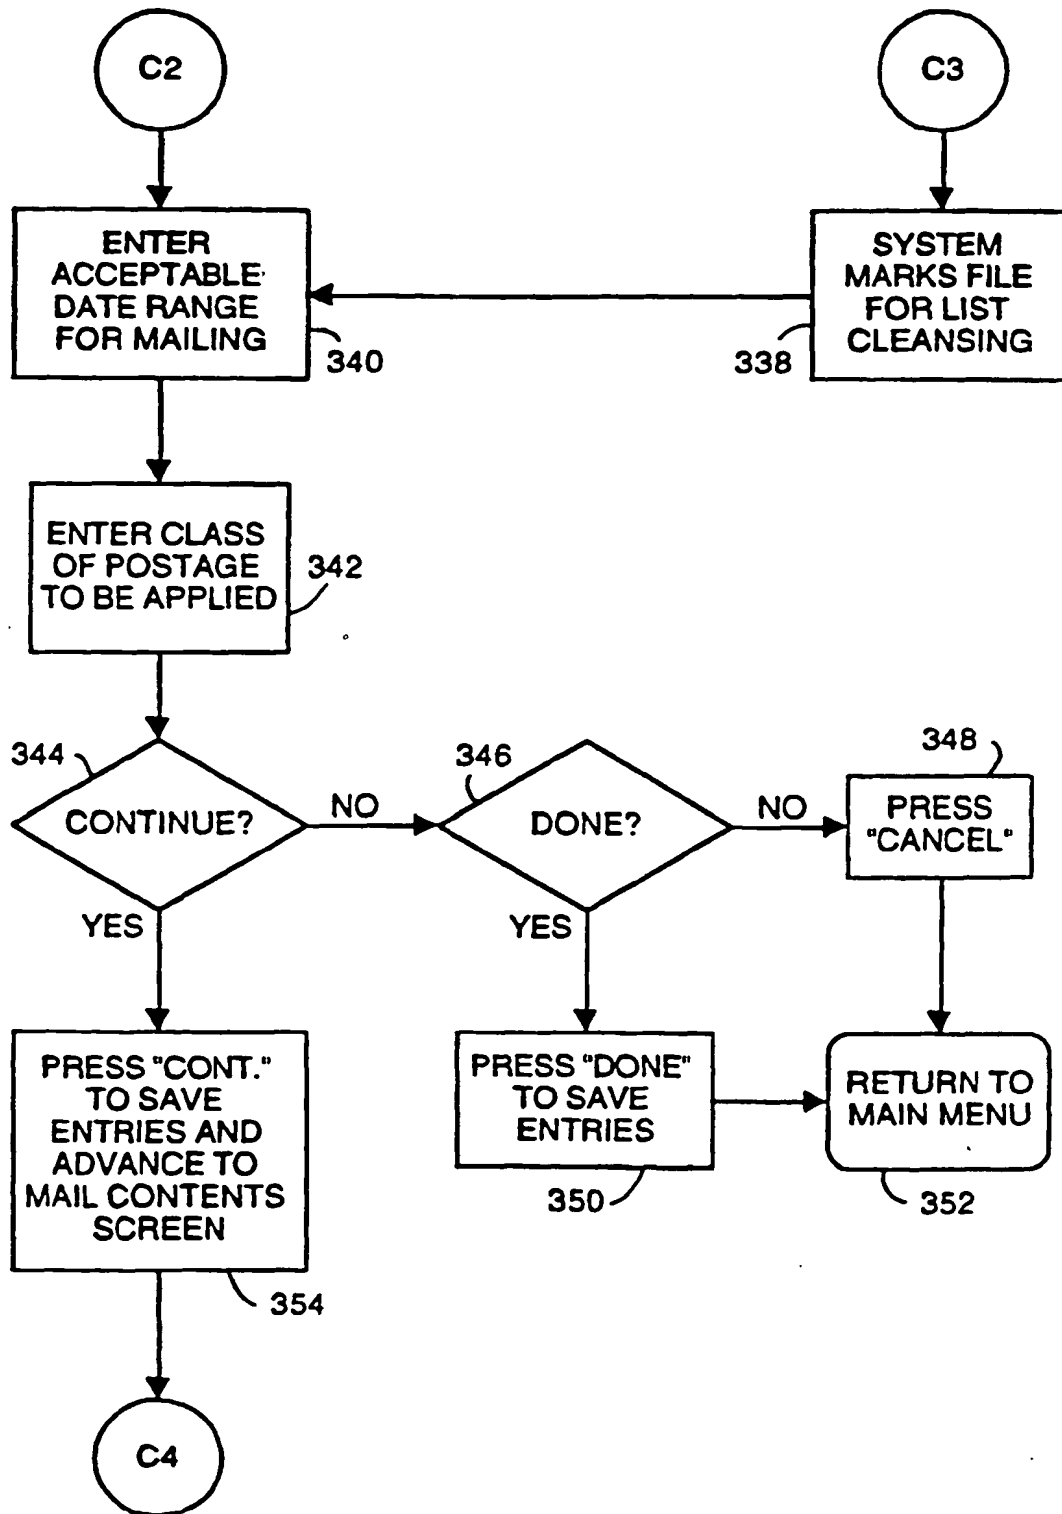 C2
C3
ENTER
ACCEPTABLE
DATE RANGE
FOR MAILING
340
SYSTEM
MARKS FILE
FOR LIST
CLEANSING
338
ENTER CLASS
OF POSTAGE
TO BE APPLIED
342
344
CONTINUE?
NO
YES
346
DONE?
NO
YES
348
PRESS
"CANCEL"
PRESS "CONT."
TO SAVE
ENTRIES AND
ADVANCE TO
MAIL CONTENTS
SCREEN
354
PRESS "DONE"
TO SAVE
ENTRIES
350
RETURN TO
MAIN MENU
352
C4